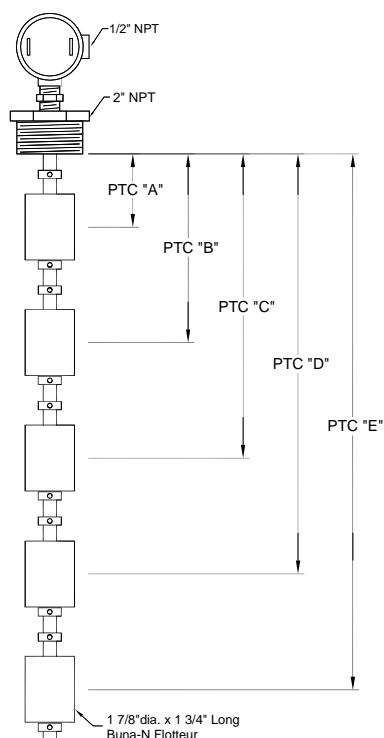 1/2" NPT
2" NPT
PTC "A"
PTC "B"
PTC "C"
PTC "D"
PTC "E"
1 7/8"dia. x 1 3/4" Long
Buna-N Flotteur